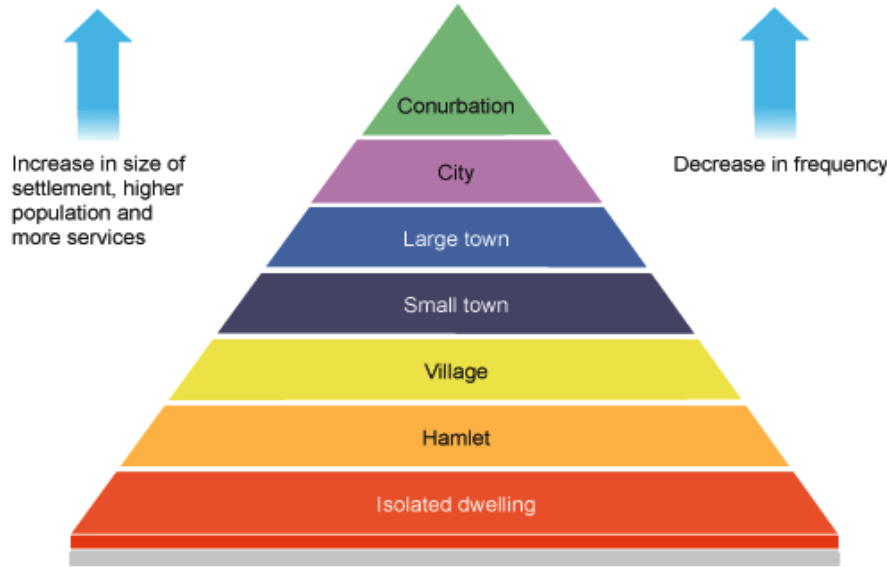 Conurbation
Increase in size of
settlement, higher
population and
more services
Decrease in frequency
City
Large town
Small town
Village
Hamlet
Isolated dwelling